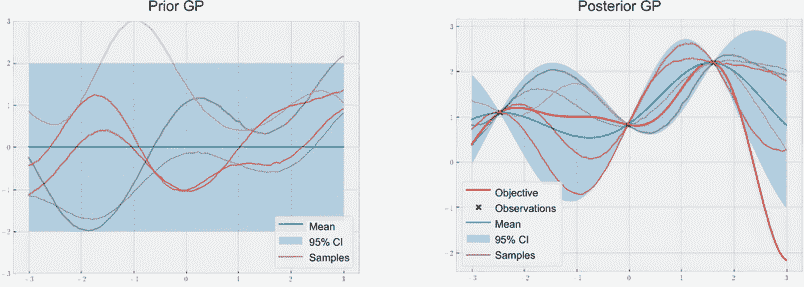 Prior GP
3
2
1
0
-1
-2
-3
-3
-2
-1
0
1
2
3
Mean
95% CI
Samples
Posterior GP
3
2
1
0
-1
-2
-3
-2
-1
0
1
2
3
Objective
Observations
Mean
95% CI
Samples